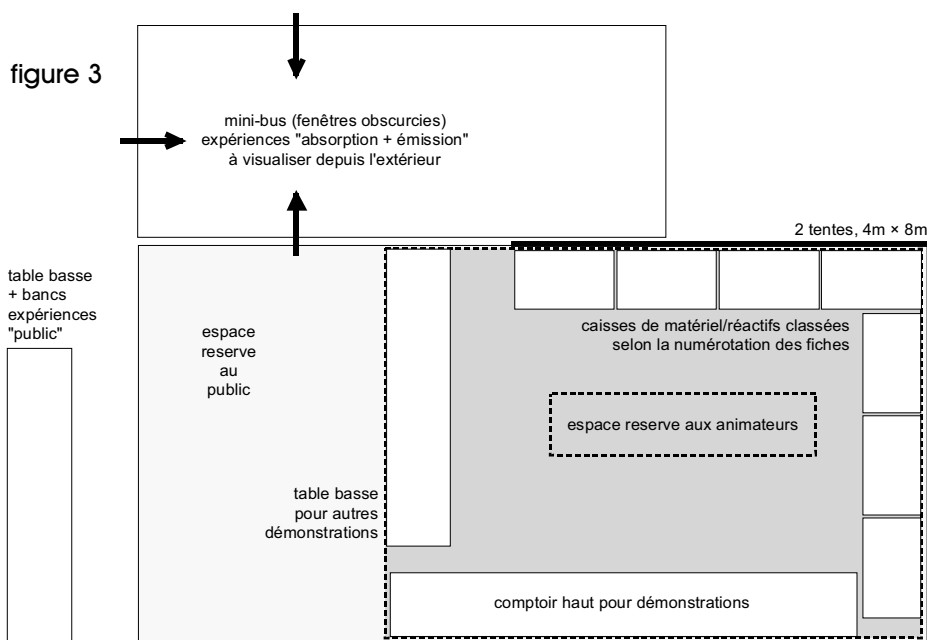 figure 3
mini-bus (fenêtres obscurcies)
expériences "absorption + émission"
à visualiser depuis l'extérieur
2 tentes, 4m × 8m
table basse
+ bancs
expériences
"public"
espace
reserve
au
public
caisses de matériel/réactifs classées
selon la numérotation des fiches
espace reserve aux animateurs
table basse
pour autres
démonstrations
comptoir haut pour démonstrations